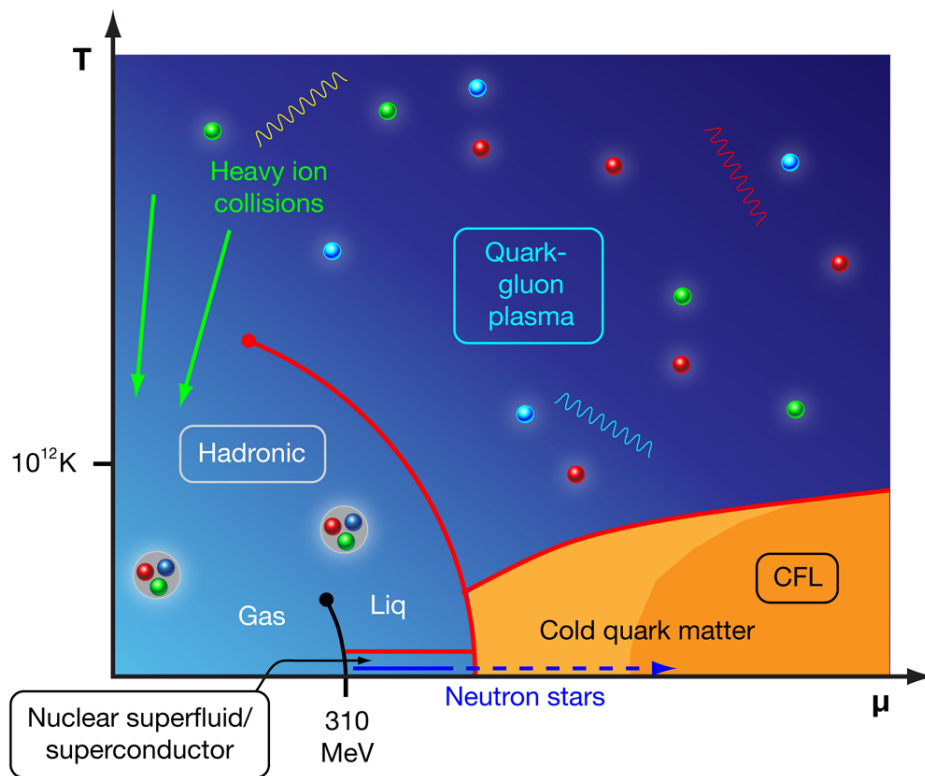 T
Heavy ion
collisions
Quark-
gluon
plasma
Hadronic
10¹²K
CFL
Gas
Liq
Cold quark matter
Neutron stars
μ
Nuclear superfluid/
superconductor
310
MeV